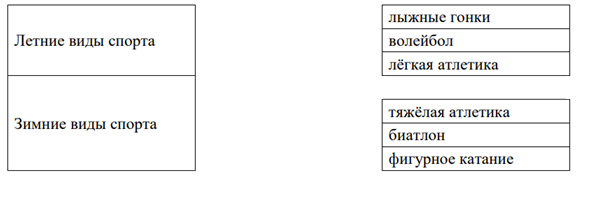 Летние виды спорта
Зимние виды спорта
лыжные гонки
волейбол
лёгкая атлетика
тяжёлая атлетика
биатлон
фигурное катание